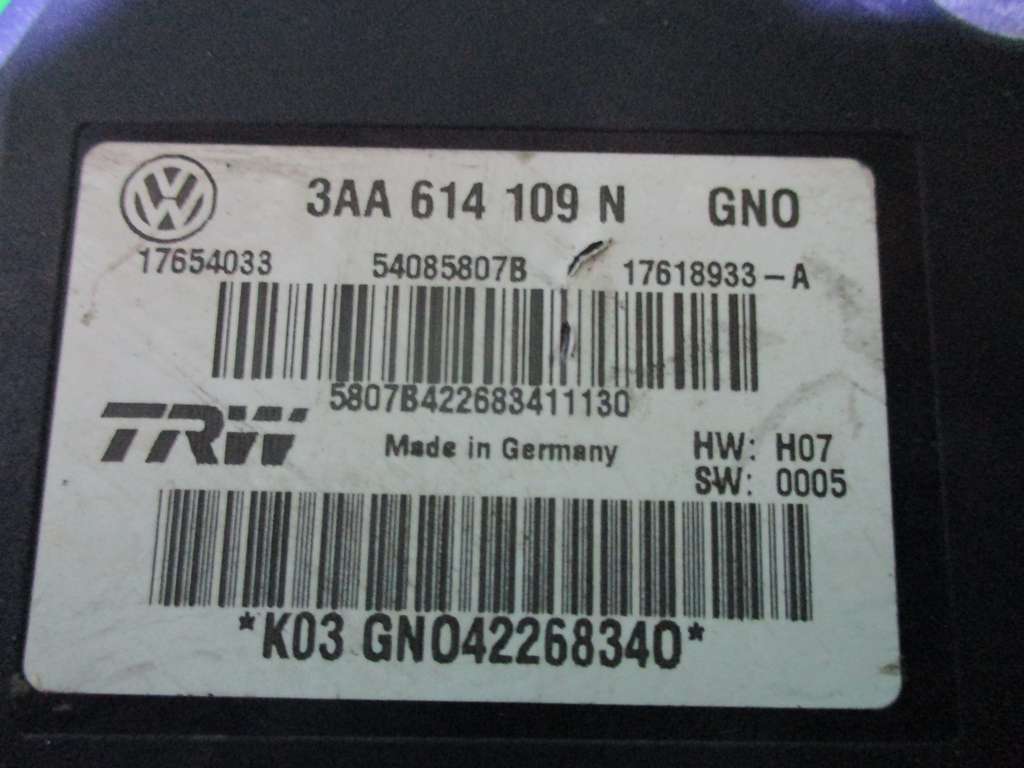 3AA 614 109 N GNO
17654033 54085807B 17618933-A
5807B422683411130
TRW Made in Germany HW: H07
SW: 0005
*K03 GNO42268340*